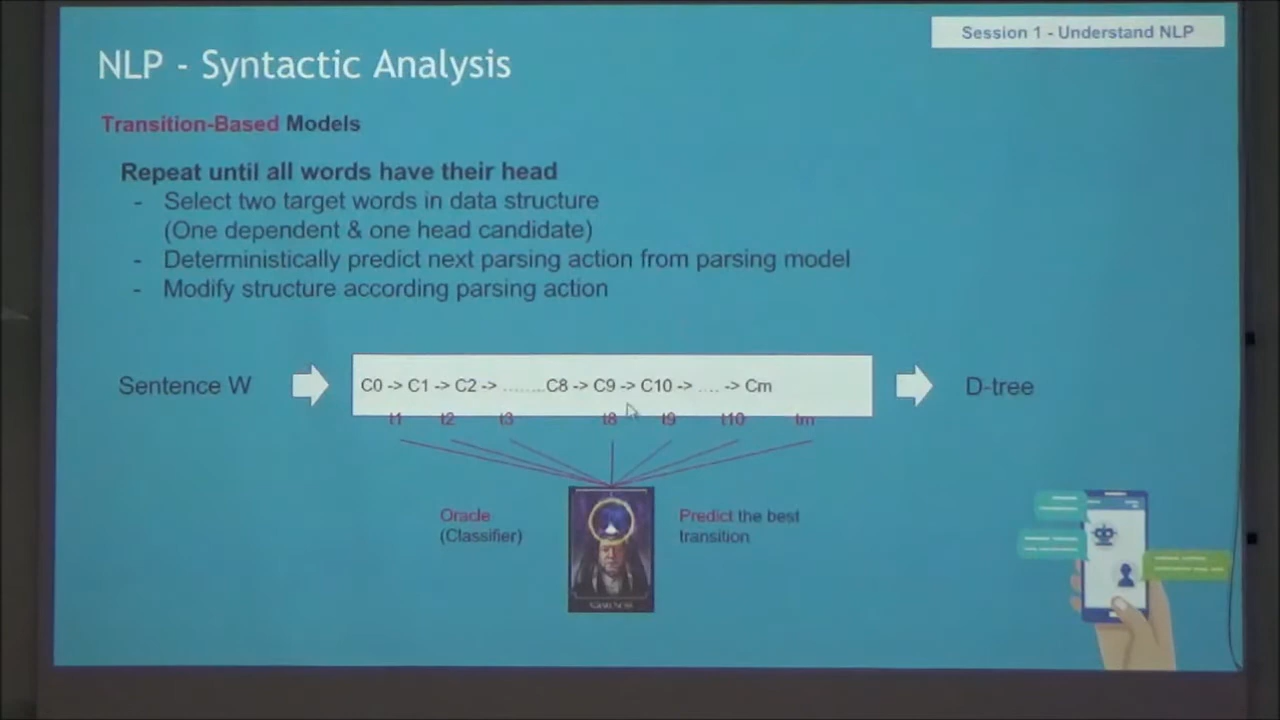 Session 1 - Understand NLP
NLP - Syntactic Analysis
Transition-Based Models
Repeat until all words have their head
- Select two target words in data structure
(One dependent & one head candidate)
- Deterministically predict next parsing action from parsing model
- Modify structure according parsing action
Sentence W
C0 -> C1 -> C2 -> ........C8 -> C9 -> C10 -> .... -> Cm
D-tree
t1 t2 t3 t8 t9 t10 tm
Oracle
(Classifier)
Predict the best
transition